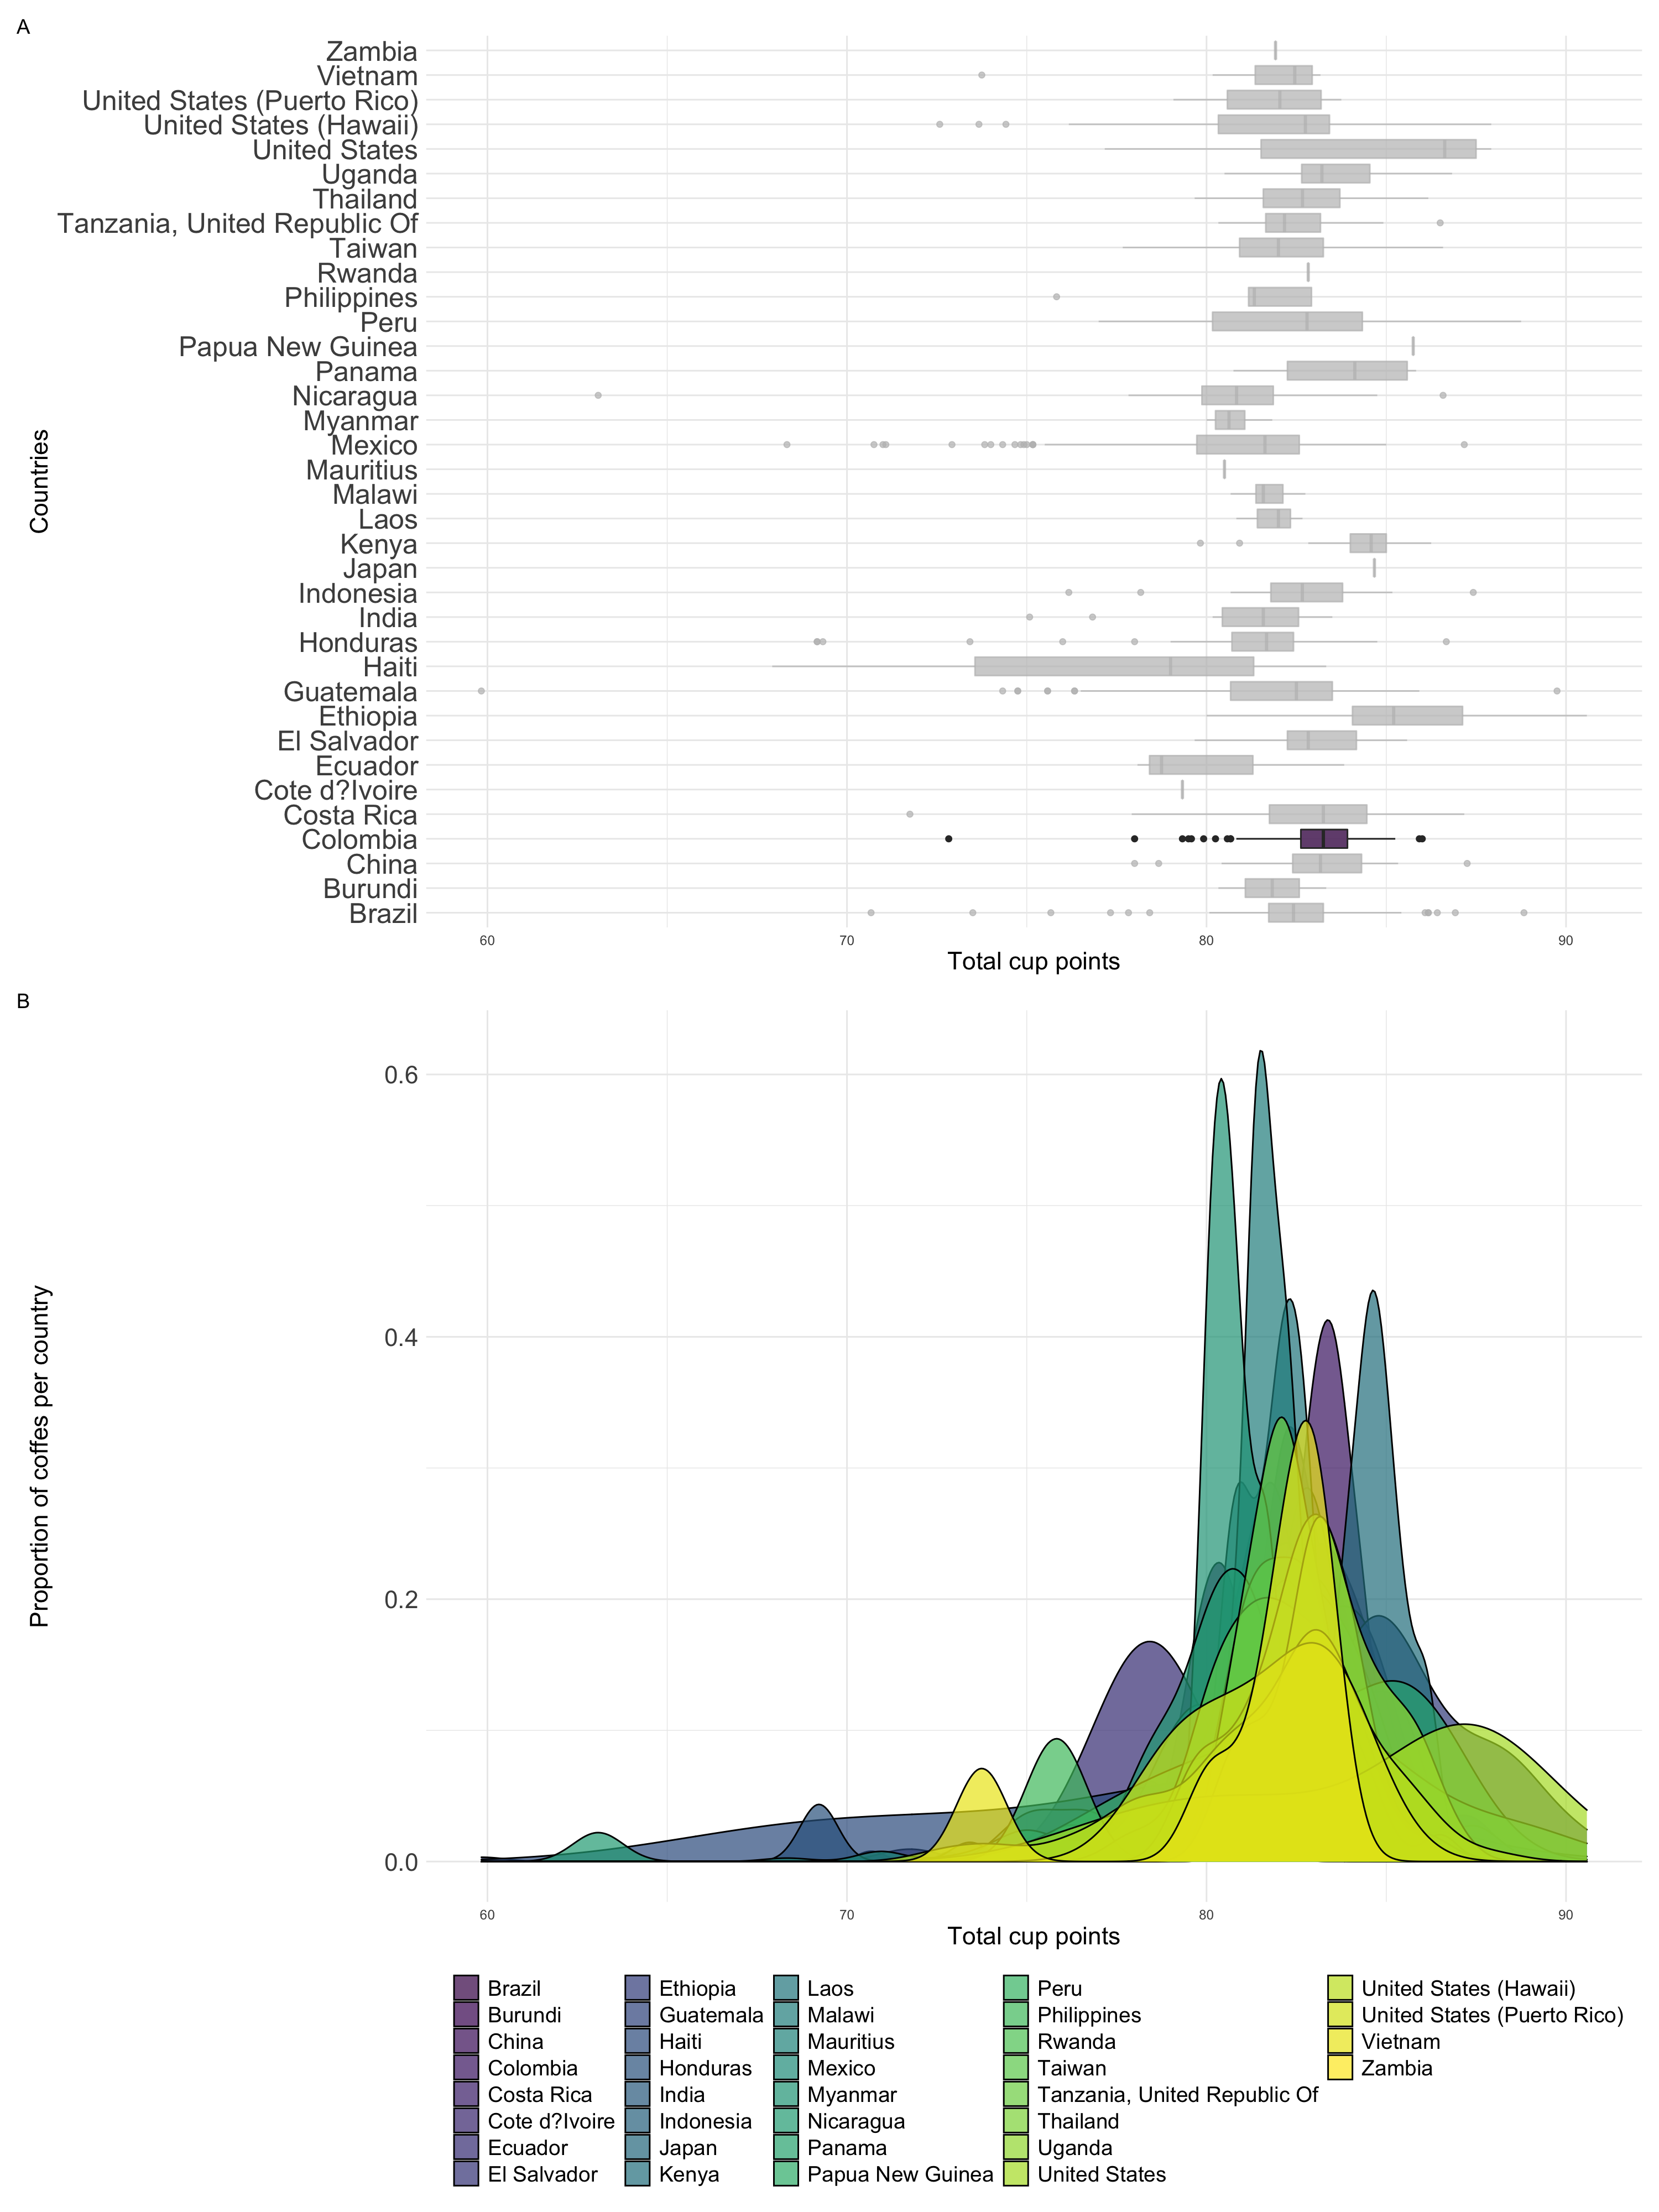 A
Zambia
Vietnam
United States (Puerto Rico)
United States (Hawaii)
United States
Uganda
Thailand
Tanzania, United Republic Of
Taiwan
Rwanda
Philippines
Peru
Papua New Guinea
Panama
Nicaragua
Myanmar
Mexico
Mauritius
Malawi
Laos
Kenya
Japan
Indonesia
India
Honduras
Haiti
Guatemala
Ethiopia
El Salvador
Ecuador
Cote d?Ivoire
Costa Rica
Colombia
China
Burundi
Brazil
Countries
60 70 80 90
Total cup points
B
0.6
0.4
0.2
0.0
Proportion of coffes per country
60 70 80 90
Total cup points
Brazil Ethiopia Laos Peru United States (Hawaii)
Burundi Guatemala Malawi Philippines United States (Puerto Rico)
China Haiti Mauritius Rwanda Vietnam
Colombia Honduras Mexico Taiwan Zambia
Costa Rica India Myanmar Tanzania, United Republic Of
Cote d?Ivoire Indonesia Nicaragua Thailand
Ecuador Japan Panama Uganda
El Salvador Kenya Papua New Guinea United States